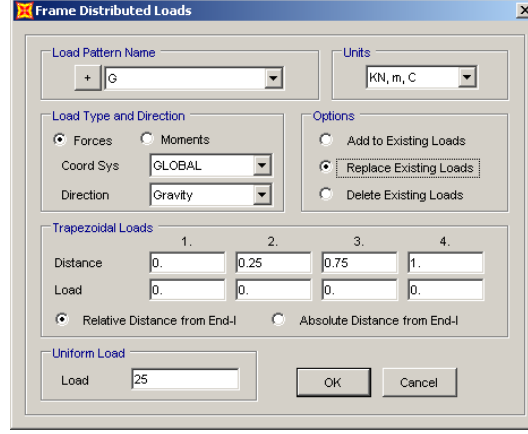 Frame Distributed Loads
Load Pattern Name
+ G
Units
KN, m, C
Load Type and Direction
Forces Moments
Coord Sys GLOBAL
Direction Gravity
Options
Add to Existing Loads
Replace Existing Loads
Delete Existing Loads
Trapezoidal Loads
1. 2. 3. 4.
Distance 0. 0.25 0.75 1.
Load 0. 0. 0. 0.
Relative Distance from End-I Absolute Distance from End-I
Uniform Load
Load 25
OK Cancel